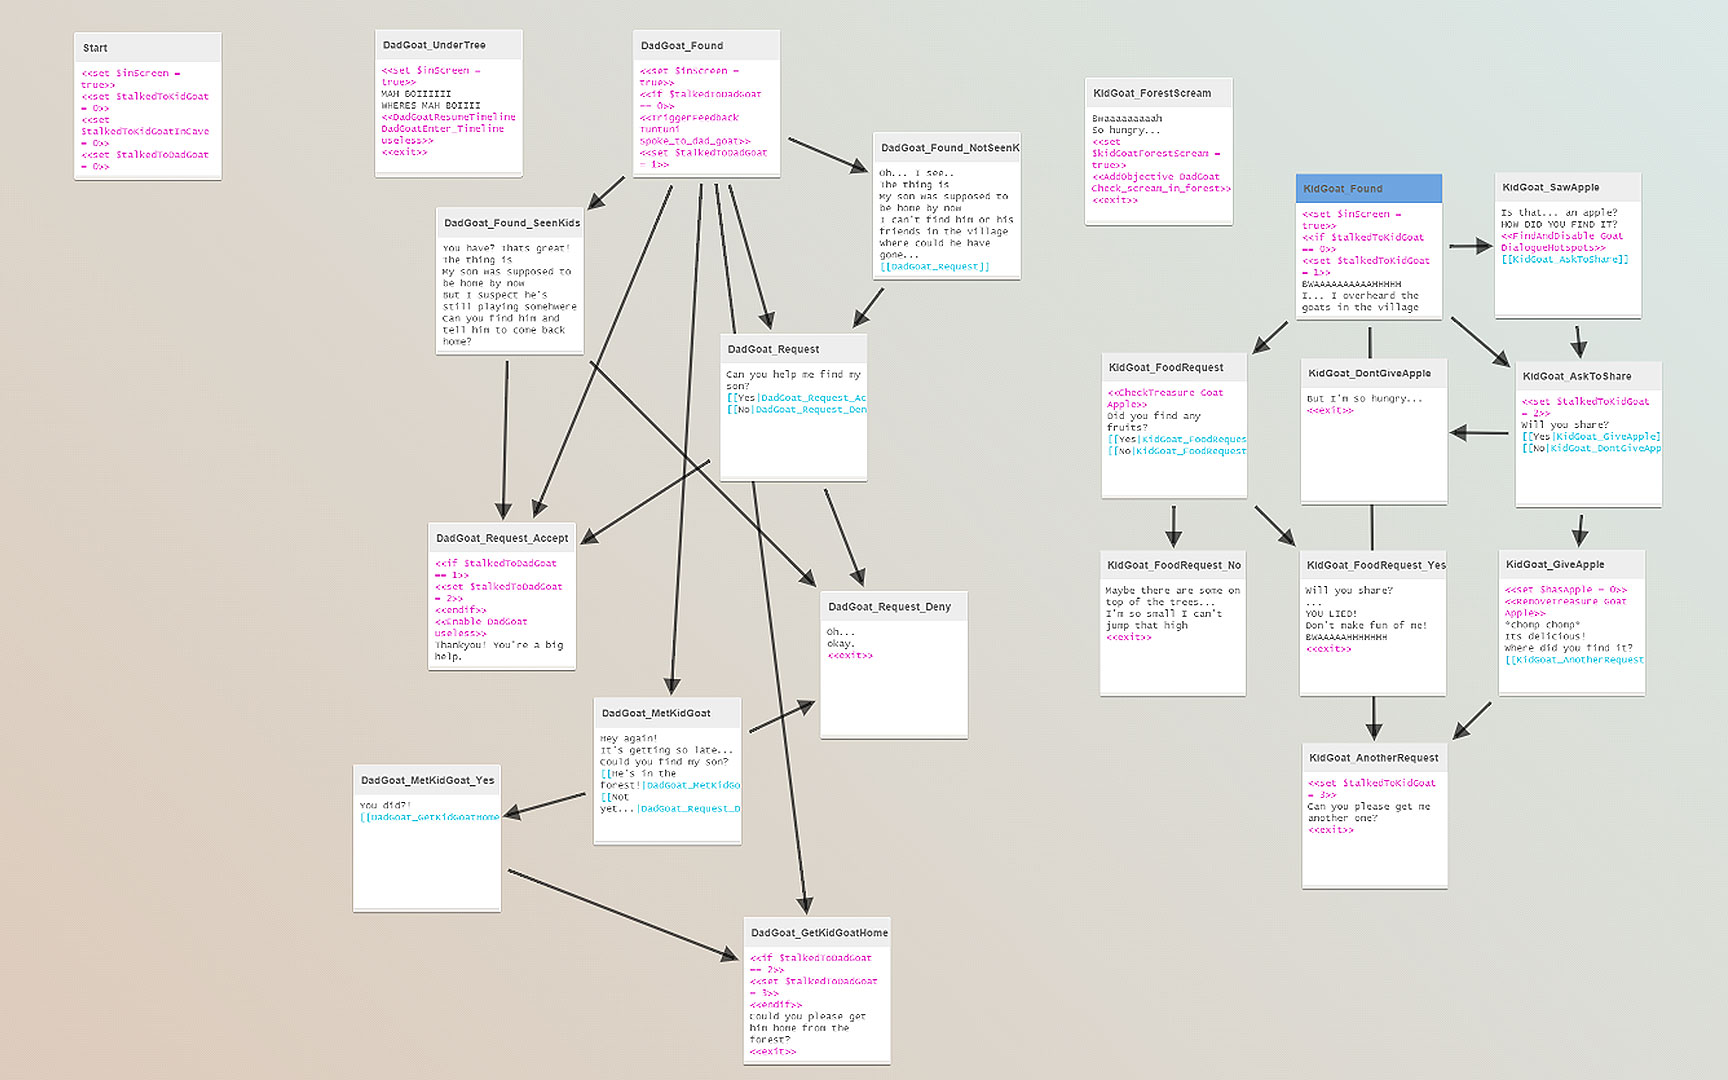 Start
<<set $inScreen =
true>>
<<set $talkedToKidGoat
= 0>>
<<set
$talkedToKidGoatInCave
= 0>>
<<set $talkedToDadGoat
= 0>>
DadGoat_UnderTree
<<set $inScreen =
true>>
MAH BOIIIIII
WHERES MAH BOIIII
<<DadGoatResumeTimeline
DadGoatEnter_Timeline
useless>>
<<exit>>
DadGoat_Found
<<set $inScreen =
true>>
<<if $talkedToDadGoat
== 0>>
<<TriggerFeedback
Tuntuni
Spoke_to_dad_goat>>
<<set $talkedToDadGoat
= 1>>
DadGoat_Found_NotSeenK
Oh... I see..
The thing is
My son was supposed to
be home by now
I can't find him or his
friends in the village
Where could he have
gone...
[[DadGoat_Request]]
DadGoat_Found_SeenKids
You have? Thats great!
The thing is
My son was supposed to
be home by now
But I suspect he's
still playing somehwere
Can you find him and
tell him to come back
home?
DadGoat_Request
Can you help me find my
son?
[[Yes|DadGoat_Request_Ac
[[No|DadGoat_Request_Den
DadGoat_Request_Accept
<<if $talkedToDadGoat
== 1>>
<<set $talkedToDadGoat
= 2>>
<<endif>>
<<Enable DadGoat
useless>>
Thankyou! You're a big
help.
DadGoat_Request_Deny
Oh...
okay.
<<exit>>
DadGoat_MetKidGoat
Hey again!
It's getting so late...
Could you find my son?
[[He's in the
forest!|DadGoat_MetKidGo
[[Not
yet...|DadGoat_Request_D
DadGoat_MetKidGoat_Yes
You did?!
[[DadGoat_GetKidGoatHome
DadGoat_GetKidGoatHome
<<if $talkedToDadGoat
== 2>>
<<set $talkedToDadGoat
= 3>>
<<endif>>
Could you please get
him home from the
forest?
<<exit>>
KidGoat_ForestScream
Bwaaaaaaaaah
So hungry...
<<set
$kidGoatForestScream =
true>>
<<AddObjective DadGoat
Check_scream_in_forest>>
<<exit>>
KidGoat_Found
<<set $inScreen =
true>>
<<if $talkedToKidGoat
== 0>>
<<set $talkedToKidGoat
= 1>>
BWAAAAAAAAAAHHHHH
I... I overheard the
goats in the village
KidGoat_SawApple
Is that... an apple?
HOW DID YOU FIND IT?
<<FindAndDisable Goat
DialogueHotspots>>
[[KidGoat_AskToShare]]
KidGoat_FoodRequest
<<CheckTreasure Goat
Apple>>
Did you find any
fruits?
[[Yes|KidGoat_FoodReques
[[No|KidGoat_FoodRequest
KidGoat_DontGiveApple
But I'm so hungry...
<<exit>>
KidGoat_AskToShare
<<set $talkedToKidGoat
= 2>>
Will you share?
[[Yes|KidGoat_GiveApple]
[[No|KidGoat_DontGiveApp
KidGoat_FoodRequest_No
Maybe there are some on
top of the trees...
I'm so small I can't
jump that high
<<exit>>
KidGoat_FoodRequest_Yes
Will you share?
...
YOU LIED!
Don't make fun of me!
BWAAAAAHHHHHHH
<<exit>>
KidGoat_GiveApple
<<set $hasApple = 0>>
<<RemoveTreasure Goat
Apple>>
*chomp chomp*
Its delicious!
Where did you find it?
[[KidGoat_AnotherRequest
KidGoat_AnotherRequest
<<set $talkedToKidGoat
= 3>>
Can you please get me
another one?
<<exit>>